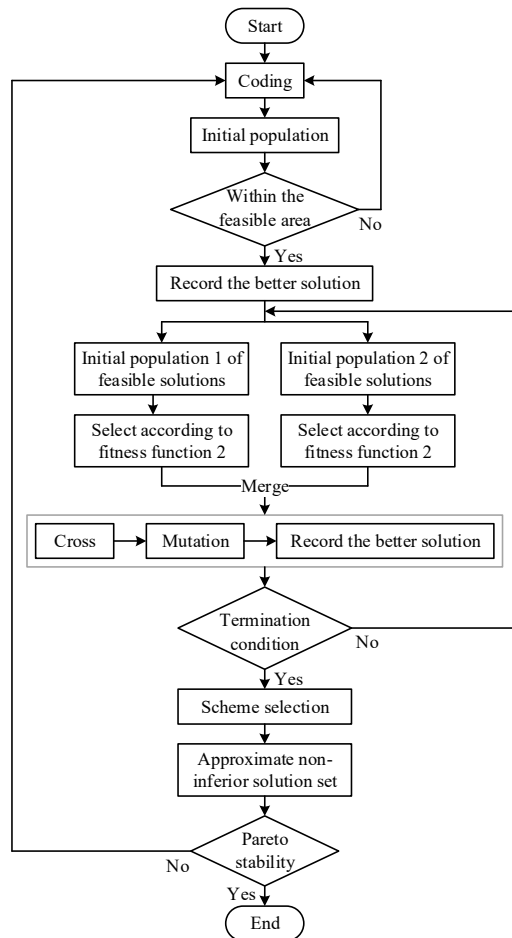 Start
Coding
Initial population
Within the
feasible area
No
Yes
Record the better solution
Initial population 1 of
feasible solutions
Initial population 2 of
feasible solutions
Select according to
fitness function 2
Select according to
fitness function 2
Merge
Cross
Mutation
Record the better solution
Termination
condition
No
Yes
Scheme selection
Approximate non-
inferior solution set
Pareto
stability
No
Yes
End